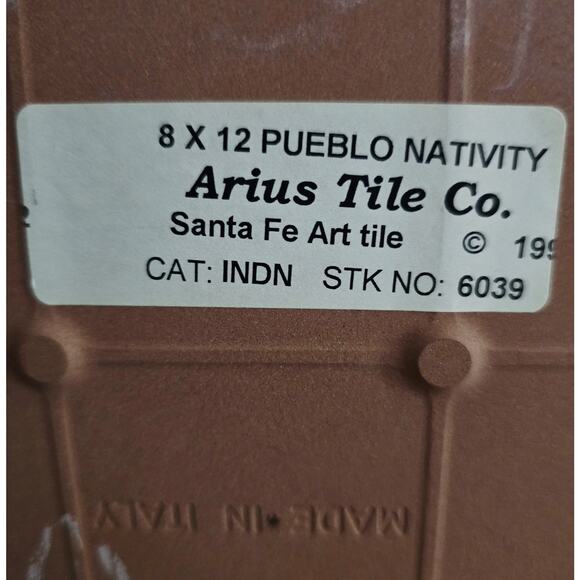 8 X 12 PUEBLO NATIVITY
Arius Tile Co.
Santa Fe Art tile © 199
CAT: INDN STK NO: 6039
MADE IN ITALY